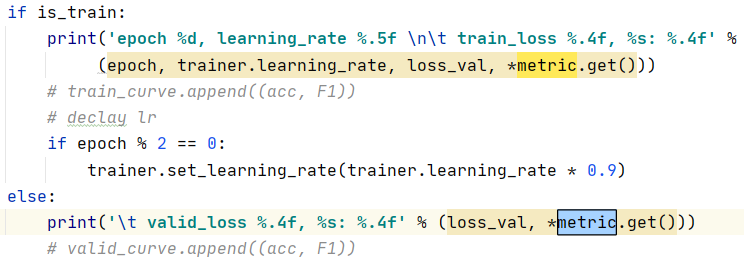 if is_train:
    print('epoch %d, learning_rate %.5f \n\t train_loss %.4f, %s: %.4f' %
          (epoch, trainer.learning_rate, loss_val, *metric.get()))
    # train_curve.append((acc, F1))
    # declay lr
    if epoch % 2 == 0:
        trainer.set_learning_rate(trainer.learning_rate * 0.9)
else:
    print('\t valid_loss %.4f, %s: %.4f' % (loss_val, *metric.get()))
    # valid_curve.append((acc, F1))